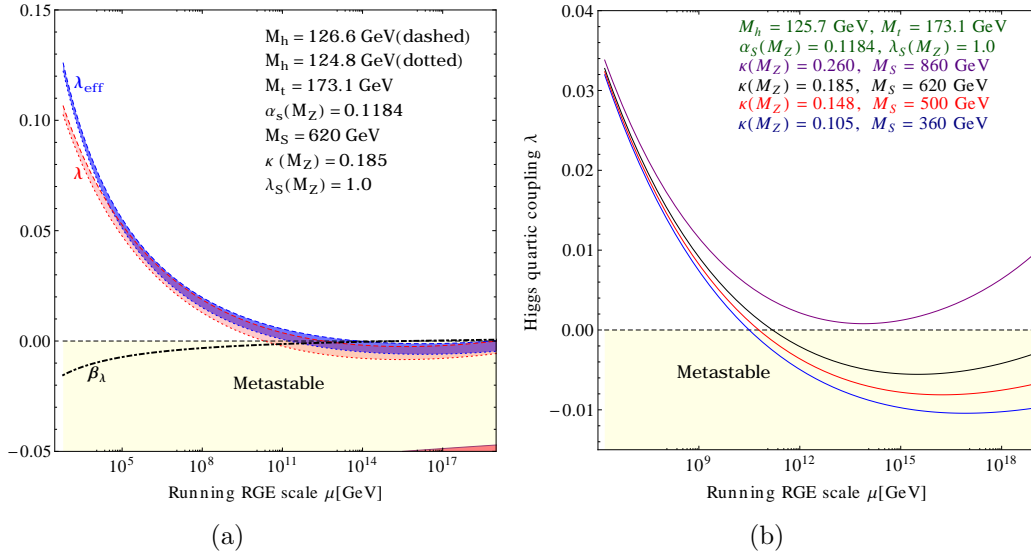 0.15
0.10
0.05
0.00
−0.05
M_h = 126.6 GeV(dashed)
M_h = 124.8 GeV(dotted)
M_t = 173.1 GeV
α_s(M_Z) = 0.1184
M_S = 620 GeV
κ (M_Z) = 0.185
λ_S(M_Z) = 1.0
λ_eff
λ
β_λ
Metastable
10^5 10^8 10^11 10^14 10^17
Running RGE scale μ[GeV]
(a)
Higgs quartic coupling λ
0.04
0.03
0.02
0.01
0.00
−0.01
M_h = 125.7 GeV, M_t = 173.1 GeV
α_S(M_Z) = 0.1184, λ_S(M_Z) = 1.0
κ(M_Z) = 0.260, M_S = 860 GeV
κ(M_Z) = 0.185, M_S = 620 GeV
κ(M_Z) = 0.148, M_S = 500 GeV
κ(M_Z) = 0.105, M_S = 360 GeV
Metastable
10^9 10^12 10^15 10^18
Running RGE scale μ[GeV]
(b)